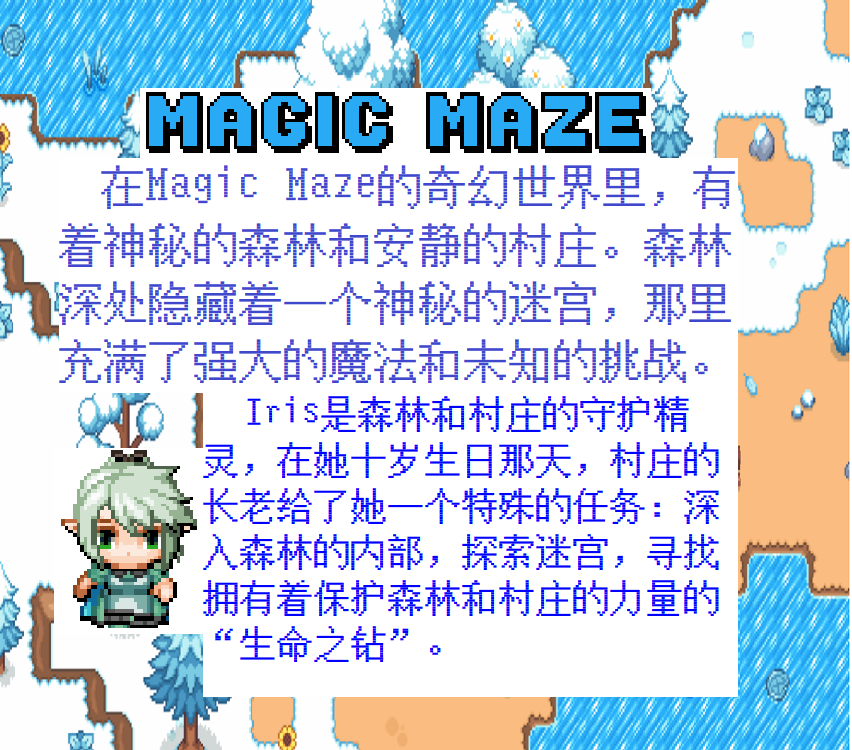 MAGIC MAZE
在Magic Maze的奇幻世界里，有
着神秘的森林和安静的村庄。森林
深处隐藏着一个神秘的迷宫，那里
充满了强大的魔法和未知的挑战。
Iris是森林和村庄的守护精
灵，在她十岁生日那天，村庄的
长老给了她一个特殊的任务：深
入森林的内部，探索迷宫，寻找
拥有着保护森林和村庄的力量的
“生命之钻”。